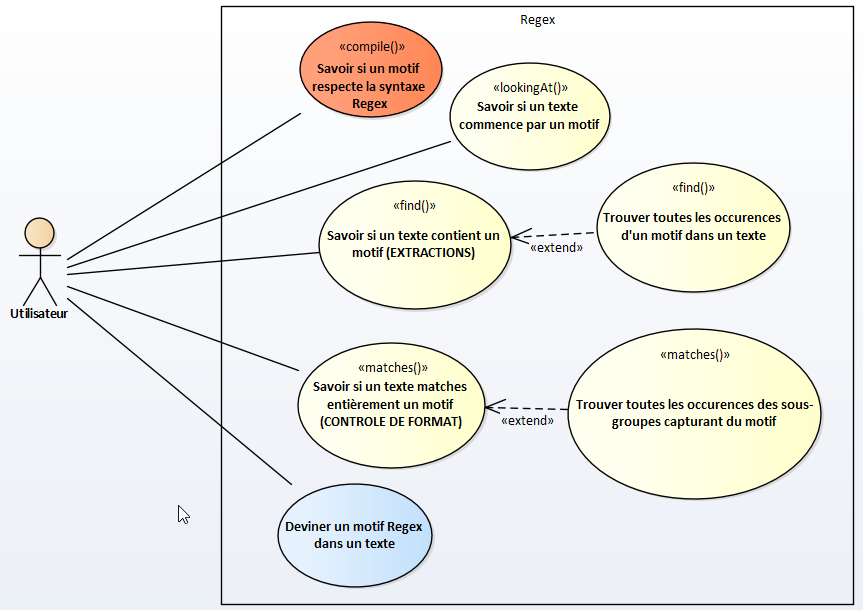 Regex
«compile()»
Savoir si un motif
respecte la syntaxe
Regex
«lookingAt()»
Savoir si un texte
commence par un motif
«find()»
Savoir si un texte contient un
motif (EXTRACTIONS)
«find()»
Trouver toutes les occurences
d'un motif dans un texte
«extend»
Utilisateur
«matches()»
Savoir si un texte matches
entièrement un motif
(CONTROLE DE FORMAT)
«matches()»
Trouver toutes les occurences des sous-
groupes capturant du motif
«extend»
Deviner un motif Regex
dans un texte